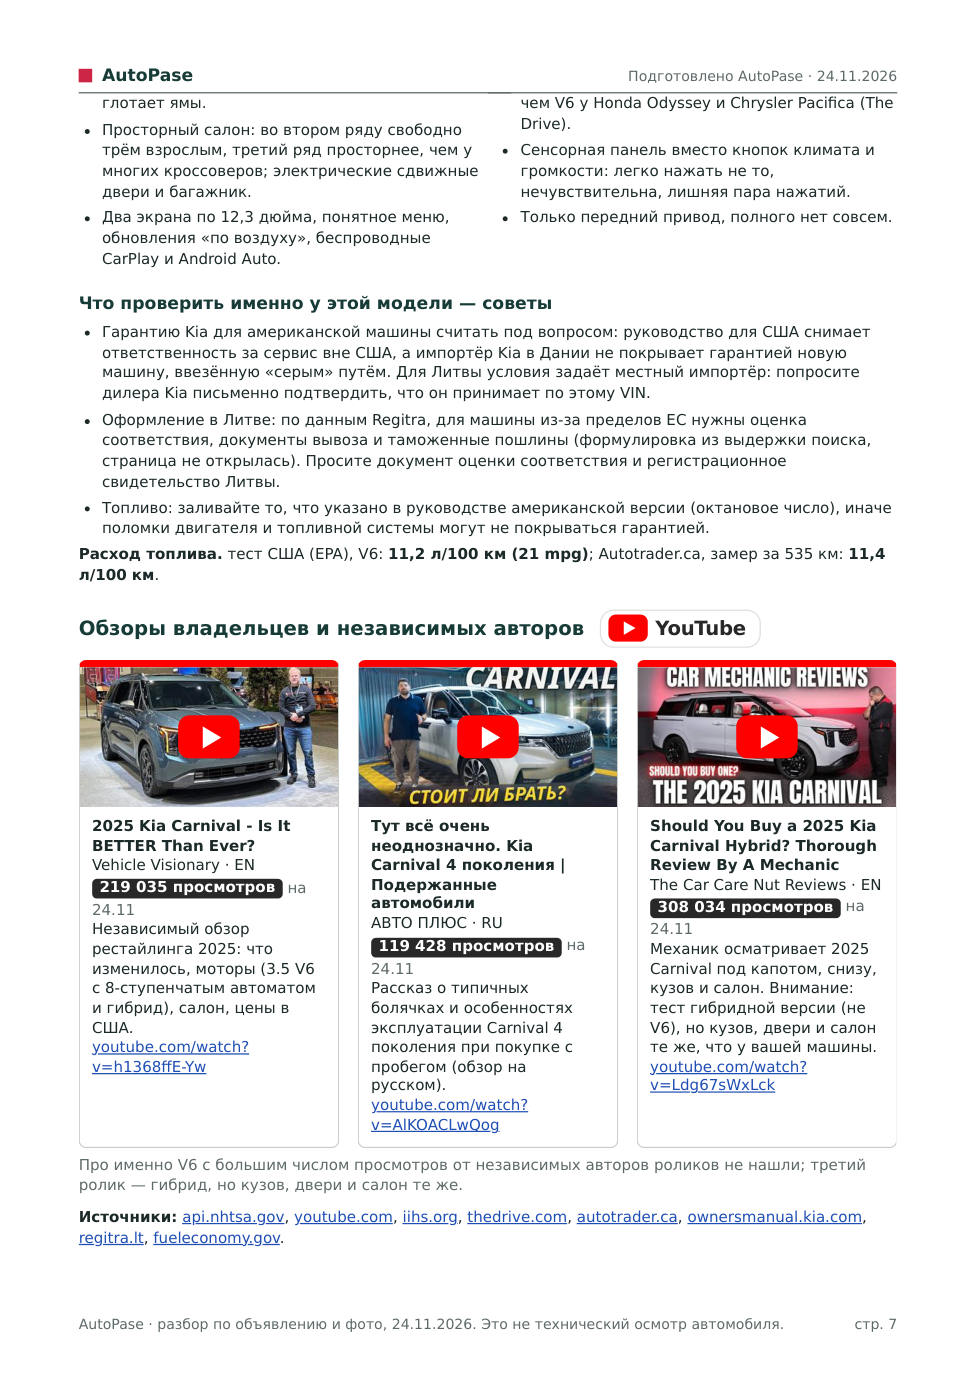 AutoPase
Подготовлено AutoPase · 24.11.2026
глотает ямы.
• Просторный салон: во втором ряду свободно
трём взрослым, третий ряд просторнее, чем у
многих кроссоверов; электрические сдвижные
двери и багажник.
• Два экрана по 12,3 дюйма, понятное меню,
обновления «по воздуху», беспроводные
CarPlay и Android Auto.
чем V6 у Honda Odyssey и Chrysler Pacifica (The
Drive).
• Сенсорная панель вместо кнопок климата и
громкости: легко нажать не то,
нечувствительна, лишняя пара нажатий.
• Только передний привод, полного нет совсем.
Что проверить именно у этой модели — советы
• Гарантию Kia для американской машины считать под вопросом: руководство для США снимает
ответственность за сервис вне США, а импортёр Kia в Дании не покрывает гарантией новую
машину, ввезённую «серым» путём. Для Литвы условия задаёт местный импортёр: попросите
дилера Kia письменно подтвердить, что он принимает по этому VIN.
• Оформление в Литве: по данным Regitra, для машины из-за пределов ЕС нужны оценка
соответствия, документы вывоза и таможенные пошлины (формулировка из выдержки поиска,
страница не открылась). Просите документ оценки соответствия и регистрационное
свидетельство Литвы.
• Топливо: заливайте то, что указано в руководстве американской версии (октановое число), иначе
поломки двигателя и топливной системы могут не покрываться гарантией.
Расход топлива. тест США (EPA), V6: 11,2 л/100 км (21 mpg); Autotrader.ca, замер за 535 км: 11,4
л/100 км.
Обзоры владельцев и независимых авторов
YouTube
2025 Kia Carnival - Is It
BETTER Than Ever?
Vehicle Visionary · EN
219 035 просмотров на
24.11
Независимый обзор
рестайлинга 2025: что
изменилось, моторы (3.5 V6
с 8-ступенчатым автоматом
и гибрид), салон, цены в
США.
youtube.com/watch?
v=h1368ffE-Yw
CARNIVAL
СТОИТ ЛИ БРАТЬ?
Тут всё очень
неоднозначно. Kia
Carnival 4 поколения |
Подержанные
автомобили
АВТО ПЛЮС · RU
119 428 просмотров на
24.11
Рассказ о типичных
болячках и особенностях
эксплуатации Carnival 4
поколения при покупке с
пробегом (обзор на
русском).
youtube.com/watch?
v=AlKOACLwQog
CAR MECHANIC REVIEWS
SHOULD YOU BUY ONE?
THE 2025 KIA CARNIVAL
Should You Buy a 2025 Kia
Carnival Hybrid? Thorough
Review By A Mechanic
The Car Care Nut Reviews · EN
308 034 просмотров на
24.11
Механик осматривает 2025
Carnival под капотом, снизу,
кузов и салон. Внимание:
тест гибридной версии (не
V6), но кузов, двери и салон
те же, что у вашей машины.
youtube.com/watch?
v=Ldg67sWxLck
Про именно V6 с большим числом просмотров от независимых авторов роликов не нашли; третий
ролик — гибрид, но кузов, двери и салон те же.
Источники: api.nhtsa.gov, youtube.com, iihs.org, thedrive.com, autotrader.ca, ownersmanual.kia.com,
regitra.lt, fueleconomy.gov.
AutoPase · разбор по объявлению и фото, 24.11.2026. Это не технический осмотр автомобиля.
стр. 7